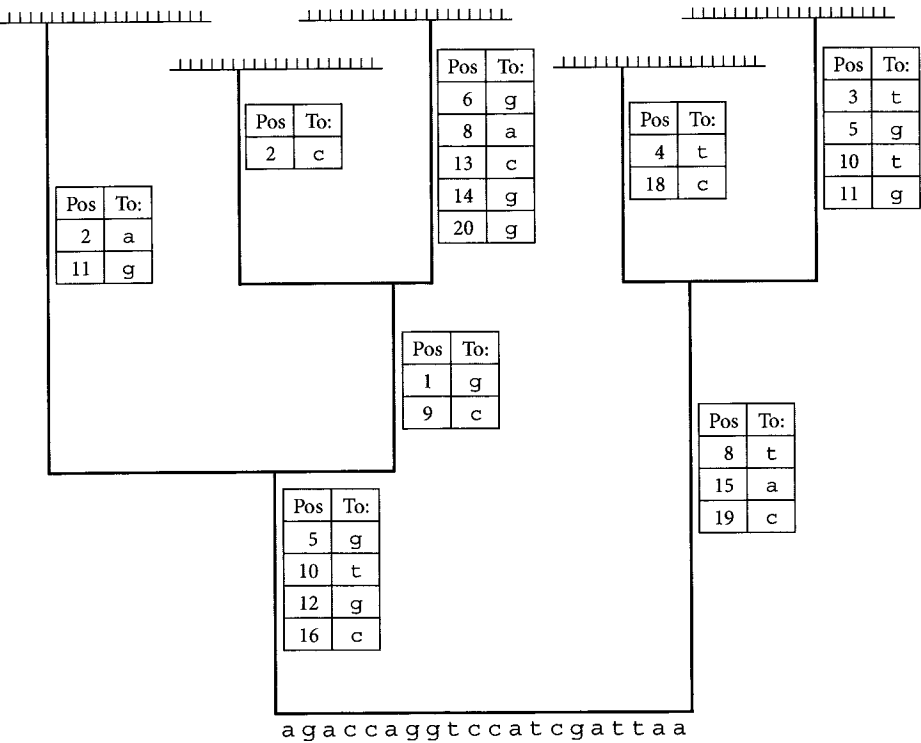 Pos To:
6 g
8 a
13 c
14 g
20 g
Pos To:
3 t
5 g
10 t
11 g
Pos To:
2 c
Pos To:
4 t
18 c
Pos To:
2 a
11 g
Pos To:
1 g
9 c
Pos To:
8 t
15 a
19 c
Pos To:
5 g
10 t
12 g
16 c
agaccaggtccatcgattaa